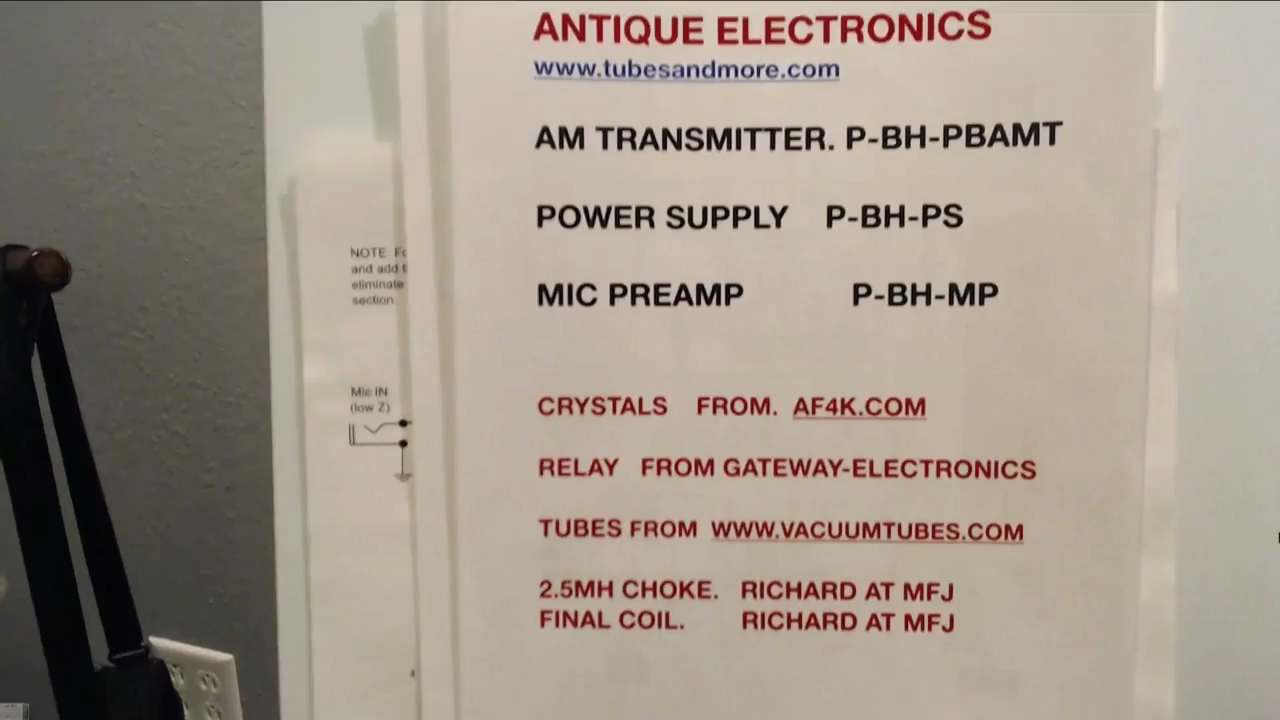 ANTIQUE ELECTRONICS
www.tubesandmore.com
AM TRANSMITTER. P-BH-PBAMT
POWER SUPPLY P-BH-PS
MIC PREAMP P-BH-MP
CRYSTALS FROM. AF4K.COM
RELAY FROM GATEWAY-ELECTRONICS
TUBES FROM WWW.VACUUMTUBES.COM
2.5MH CHOKE. RICHARD AT MFJ
FINAL COIL. RICHARD AT MFJ
NOTE
and add
eliminate
section
Mic IN
(low Z)